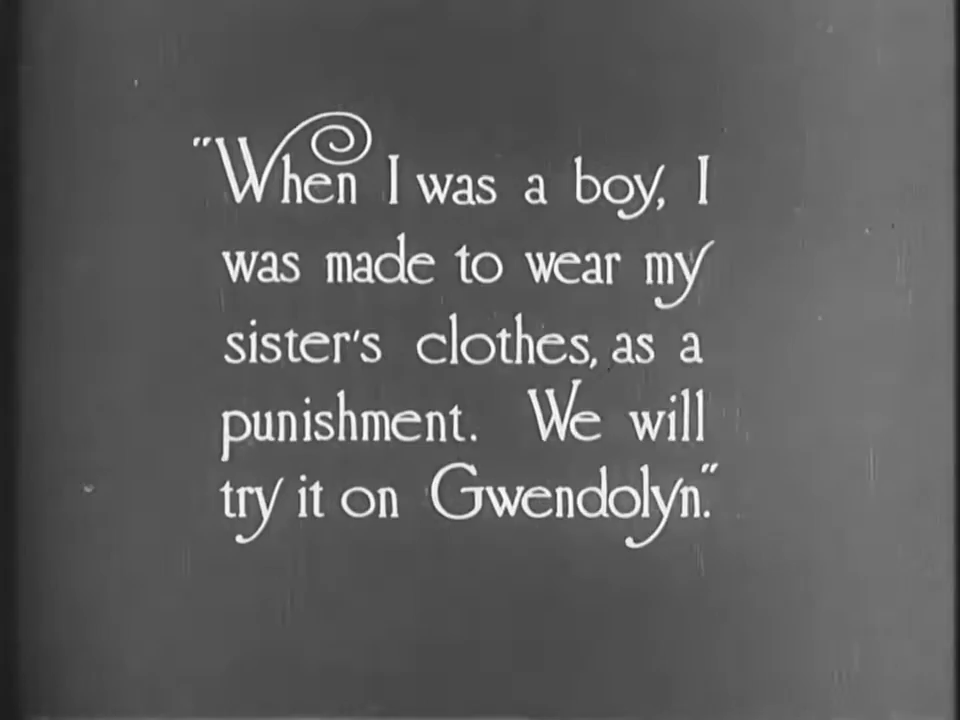 "When I was a boy, I
was made to wear my
sister's clothes, as a
punishment. We will
try it on Gwendolyn."